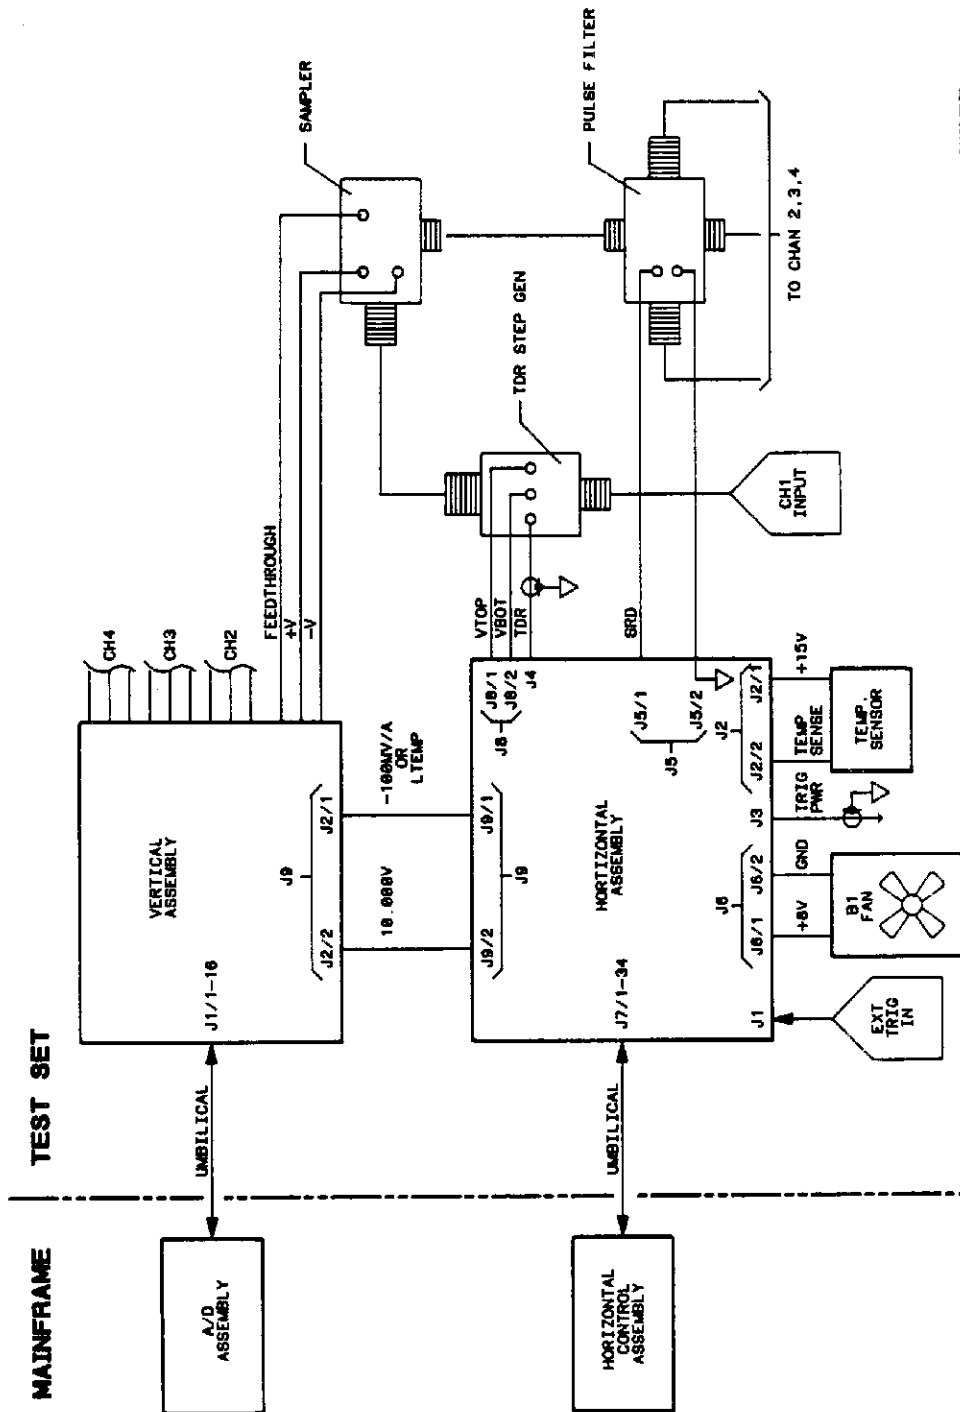 MAINFRAME
TEST SET
A/D
ASSEMBLY
UMBILICAL
J1/1-16
VERTICAL
ASSEMBLY
J9
J2/2
J2/1
CH4
CH3
CH2
FEEDTHROUGH
+V
-V
SAMPLER
10.000V
-100MV/A
OR
LTEMP
HORIZONTAL
CONTROL
ASSEMBLY
UMBILICAL
J7/1-34
HORTIZONTAL
ASSEMBLY
J9/2
J9/1
J9
J8
J8/1
J8/2
J4
VTOP
VBOT
TDR
TDR STEP GEN
CH1
INPUT
J5
J5/1
J5/2
SRD
PULSE FILTER
TO CHAN 2,3,4
J1
EXT
TRIG
IN
J6
J6/1
J6/2
+8V
GND
B1
FAN
J3
TRIG
PWR
J2
J2/2
J2/1
TEMP
SENSE
+15V
TEMP.
SENSOR